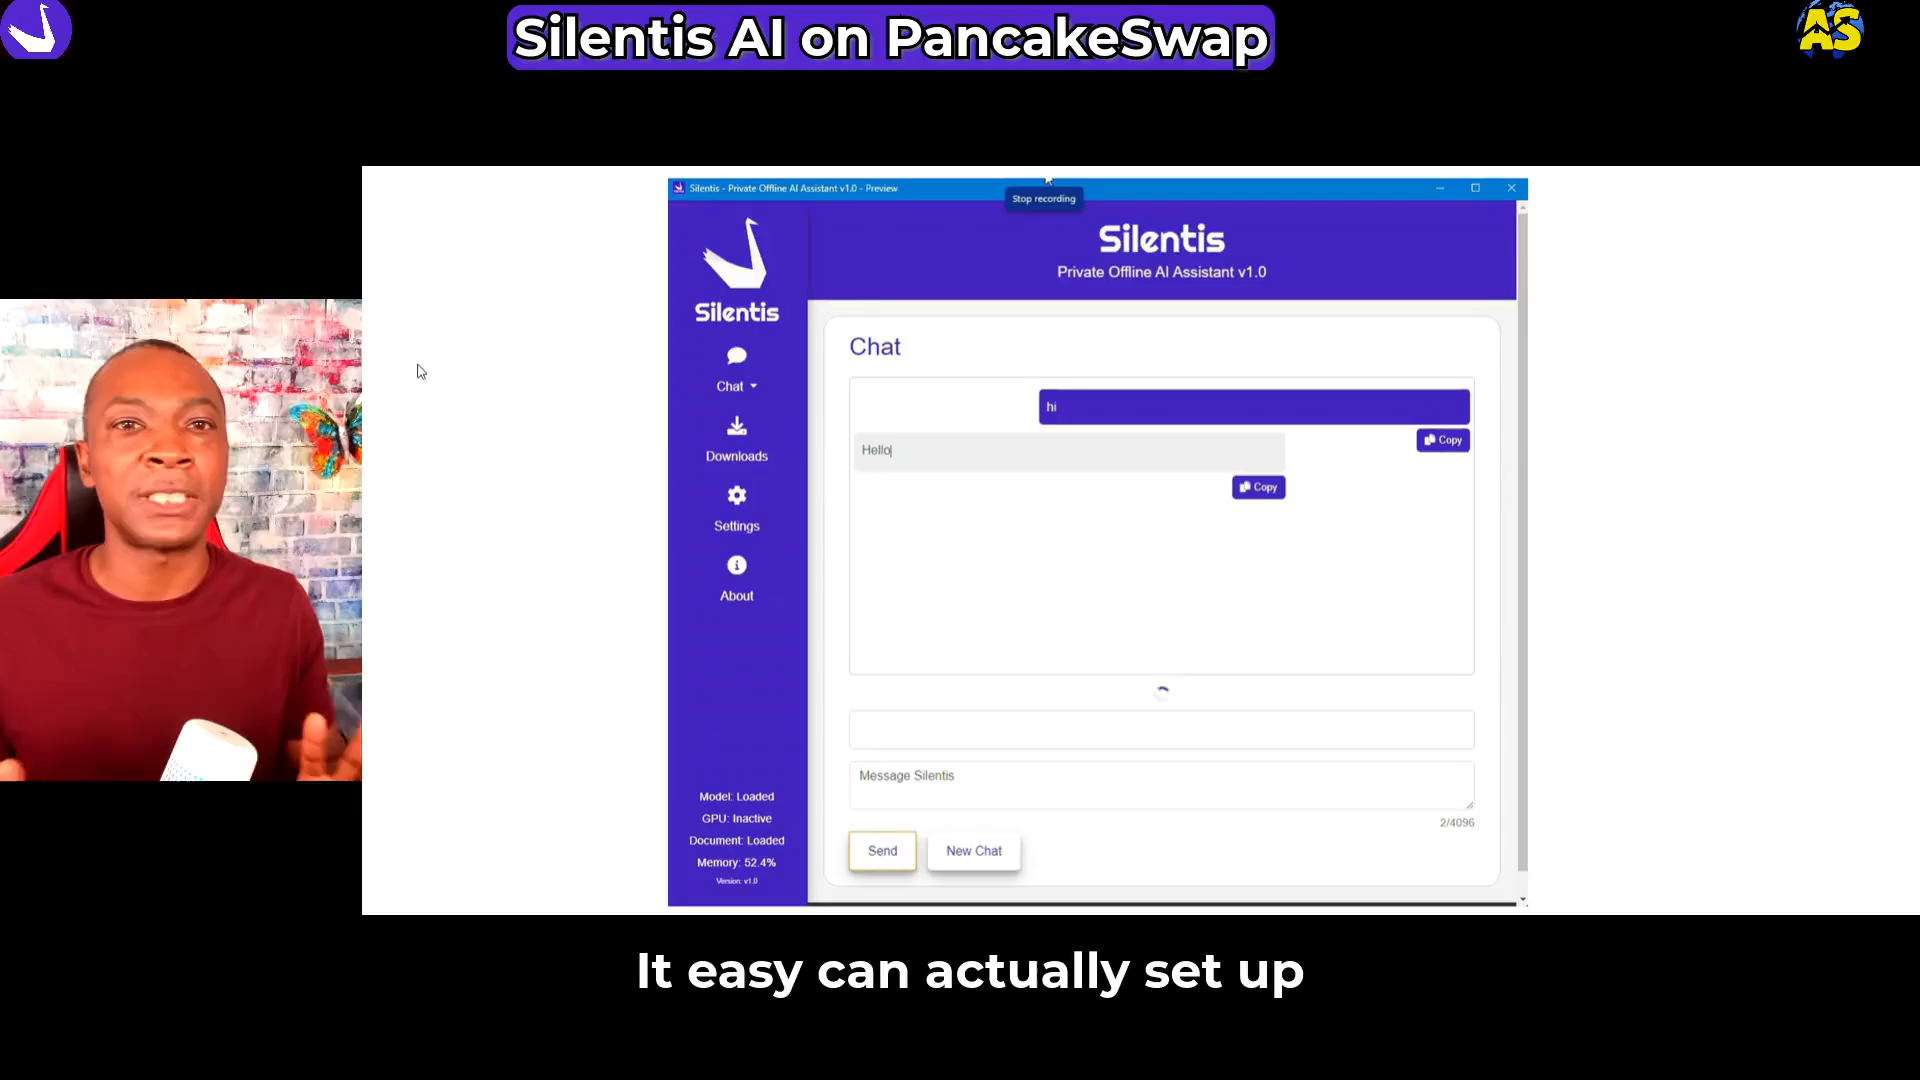 Silentis AI on PancakeSwap
AS
Silentis - Private Offline AI Assistant v1.0 - Preview
Stop recording
Silentis
Silentis
Private Offline AI Assistant v1.0
Chat
Downloads
Settings
About
Model: Loaded
GPU: Inactive
Document: Loaded
Memory: 52.4%
Version: v1.0
Chat
hi
Copy
Hello
Copy
Message Silentis
2/4096
Send
New Chat
It easy can actually set up